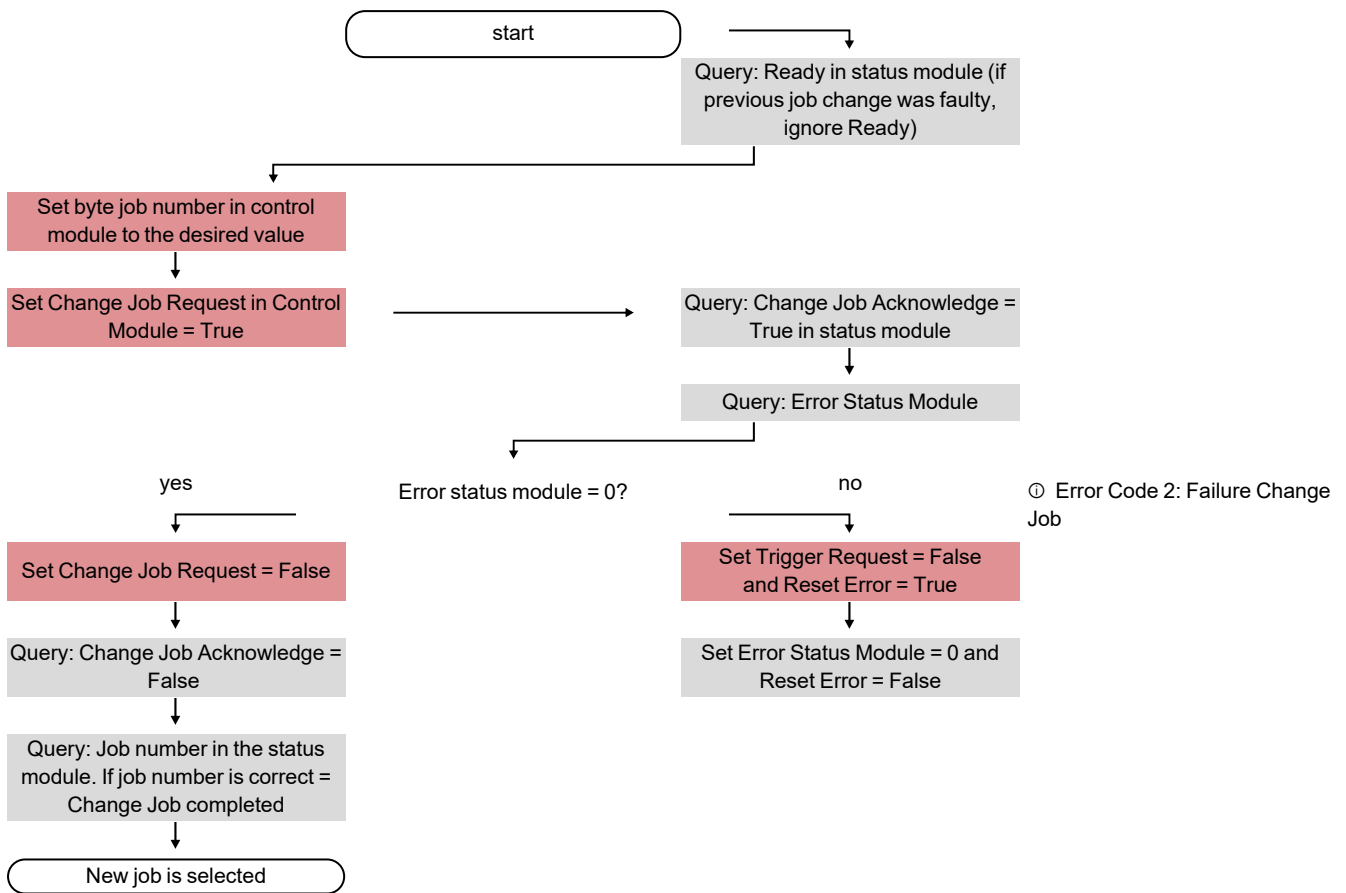 start
Query: Ready in status module (if
previous job change was faulty,
ignore Ready)
Set byte job number in control
module to the desired value
Set Change Job Request in Control
Module = True
Query: Change Job Acknowledge =
True in status module
Query: Error Status Module
Error status module = 0?
yes
no
ⓘ Error Code 2: Failure Change
Job
Set Change Job Request = False
Set Trigger Request = False
and Reset Error = True
Query: Change Job Acknowledge =
False
Set Error Status Module = 0 and
Reset Error = False
Query: Job number in the status
module. If job number is correct =
Change Job completed
New job is selected